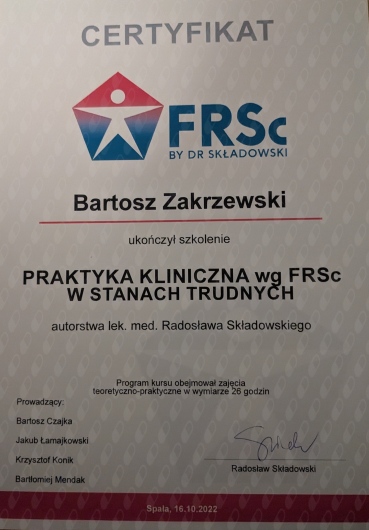 CERTYFIKAT
FRSc
BY DR SKŁADOWSKI
Bartosz Zakrzewski
ukończył szkolenie
PRAKTYKA KLINICZNA wg FRSc
W STANACH TRUDNYCH
autorstwa lek. med. Radosława Składowskiego
Program kursu obejmował zajęcia
teoretyczno-praktyczne w wymiarze 26 godzin
Prowadzący:
Bartosz Czajka
Jakub Łamajkowski
Krzysztof Konik
Bartłomiej Mendak
Radosław Składowski
Spała, 16.10.2022